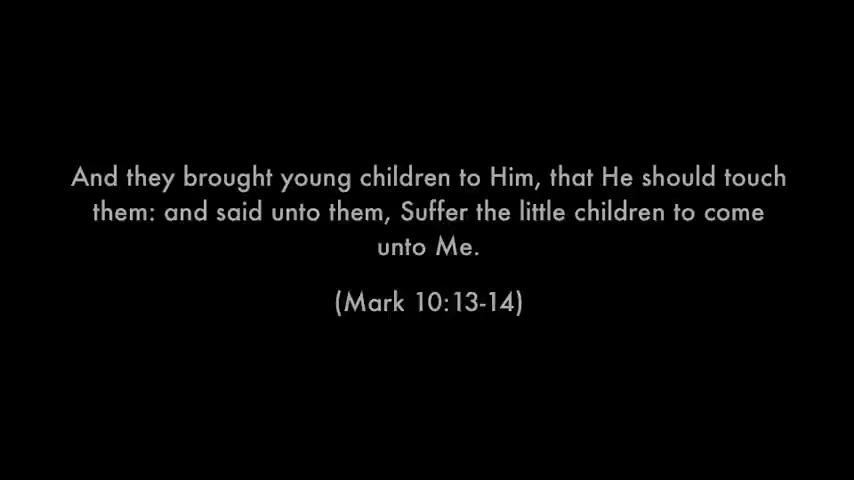 And they brought young children to Him, that He should touch
them: and said unto them, Suffer the little children to come
unto Me.
(Mark 10:13-14)